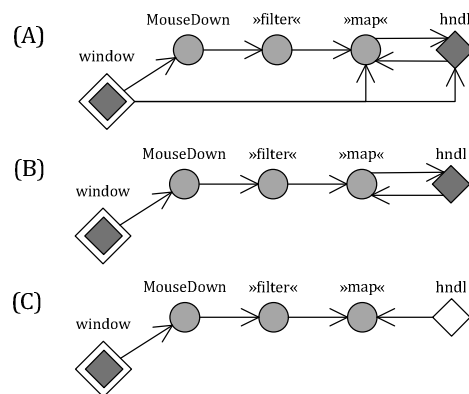 (A)
MouseDown »filter« »map« hndl
window
(B)
MouseDown »filter« »map« hndl
window
(C)
MouseDown »filter« »map« hndl
window